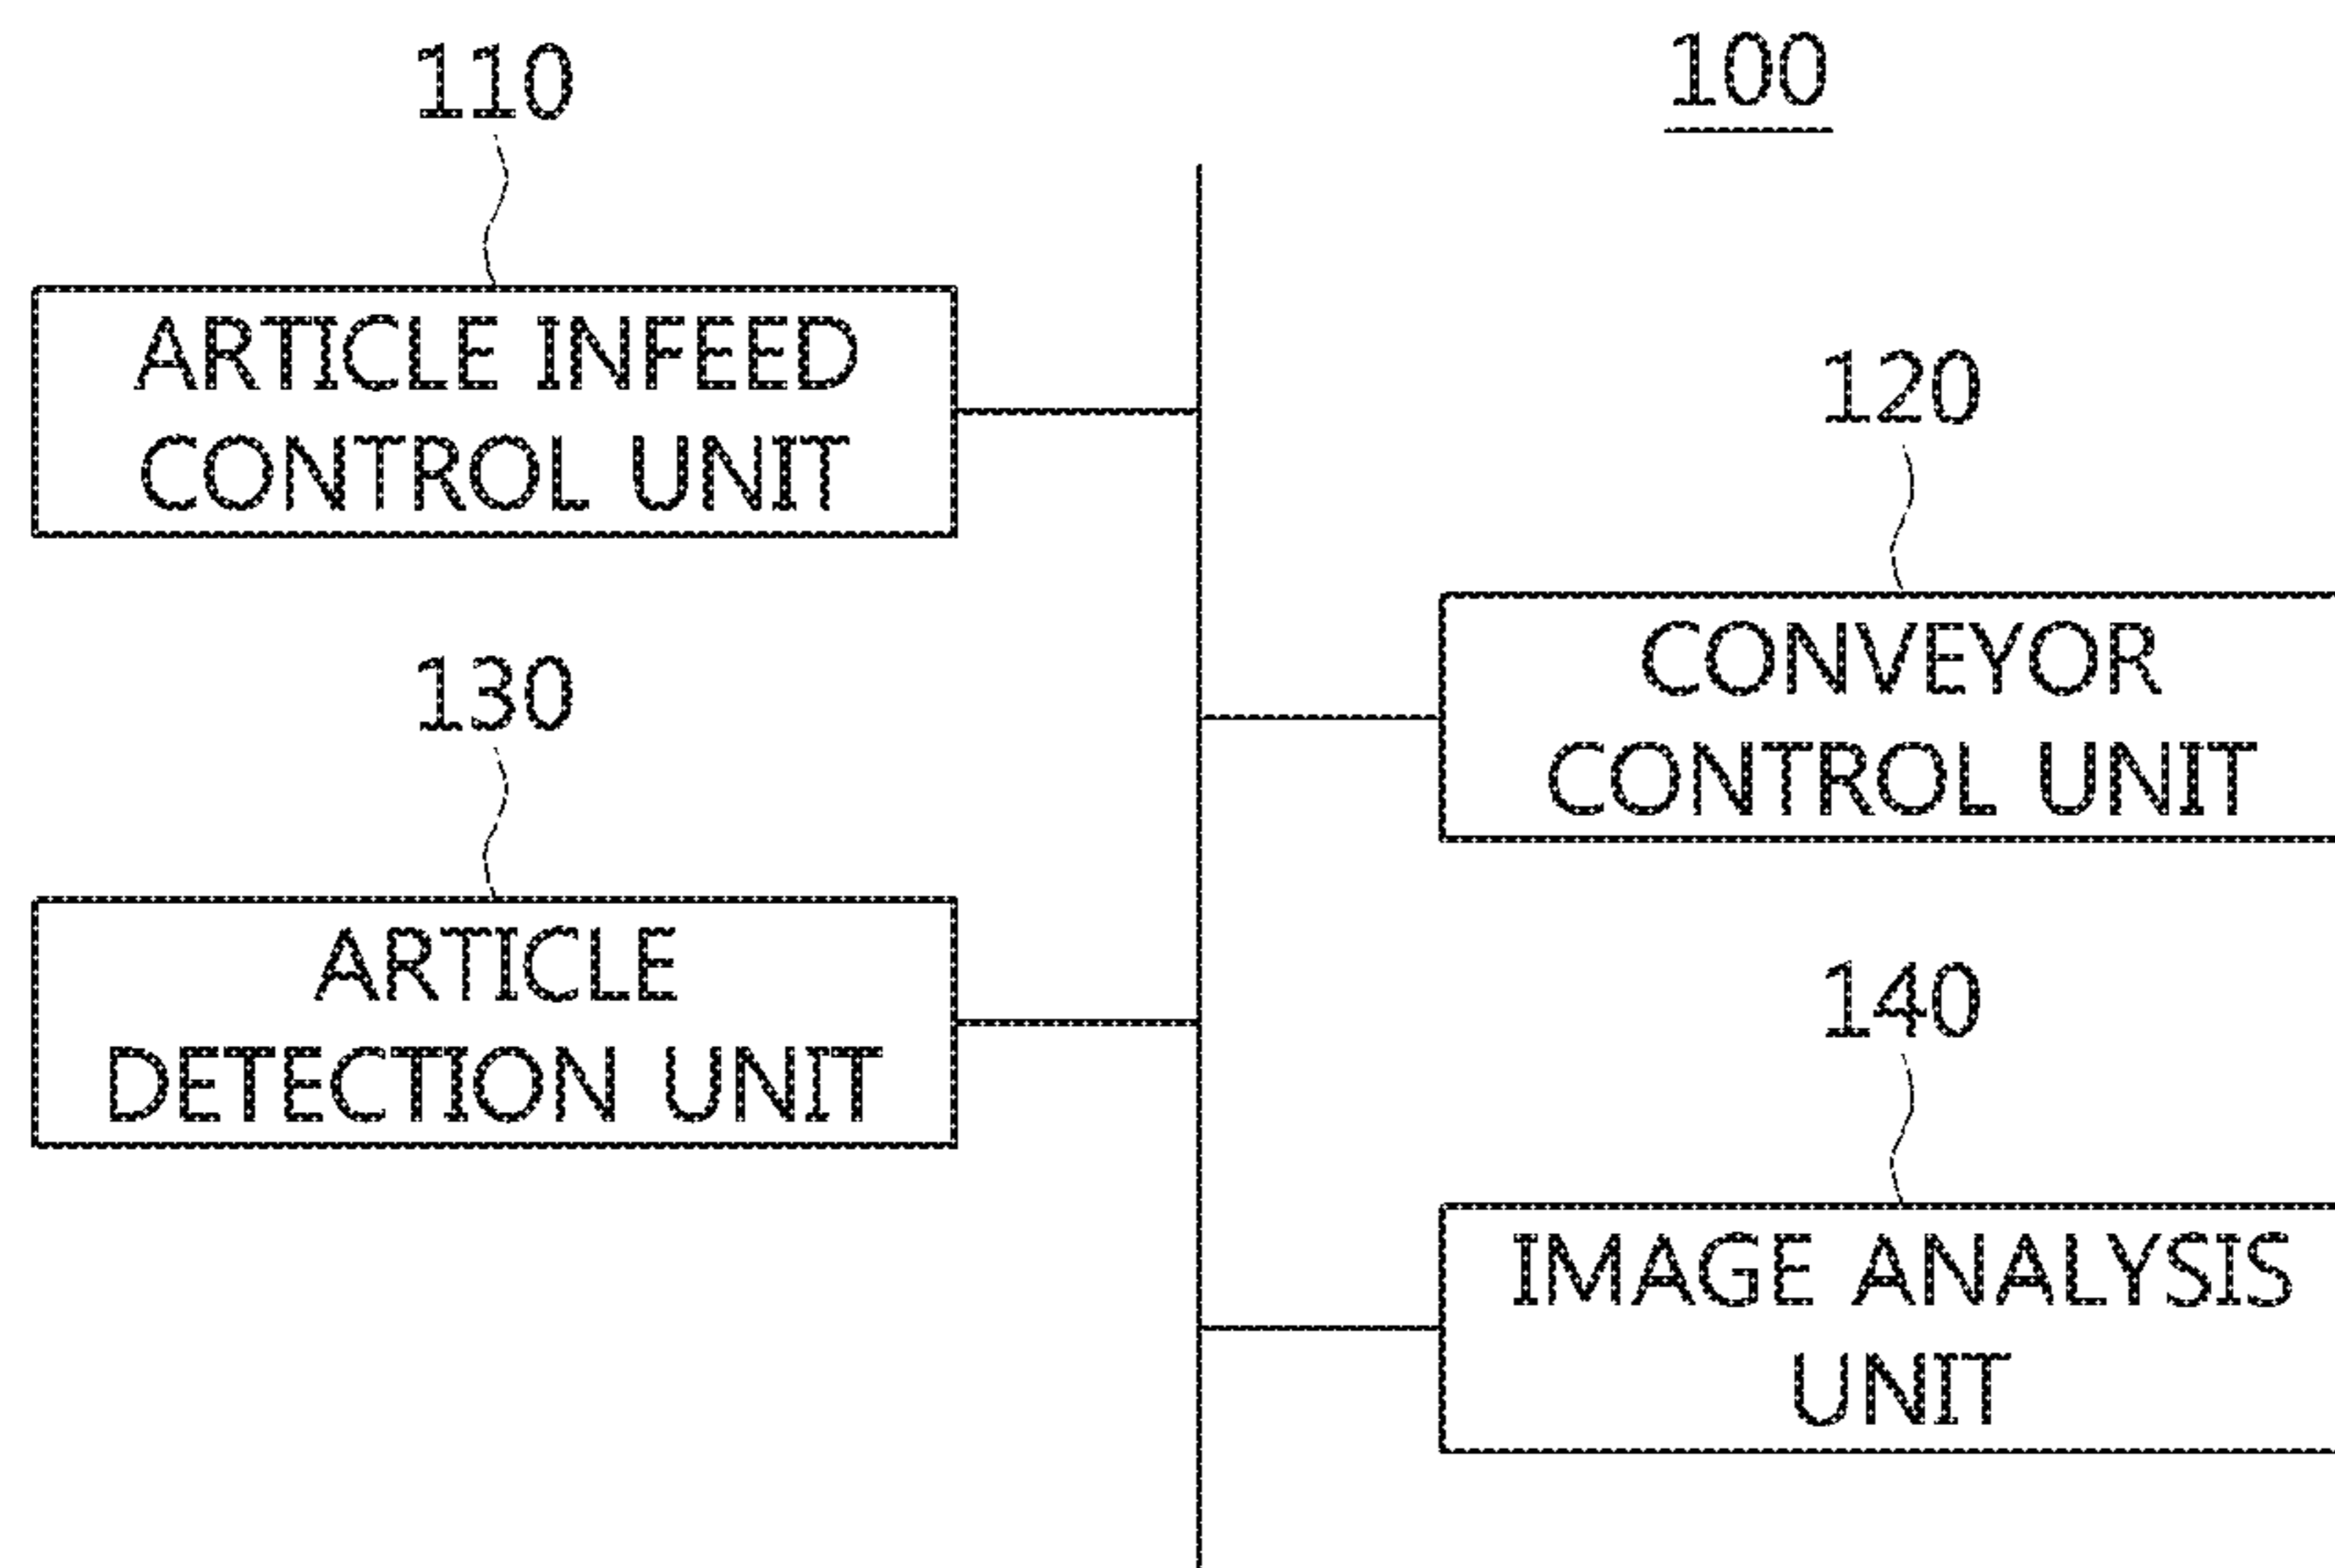 100
110
ARTICLE INFEED
CONTROL UNIT
120
CONVEYOR
CONTROL UNIT
130
ARTICLE
DETECTION UNIT
140
IMAGE ANALYSIS
UNIT